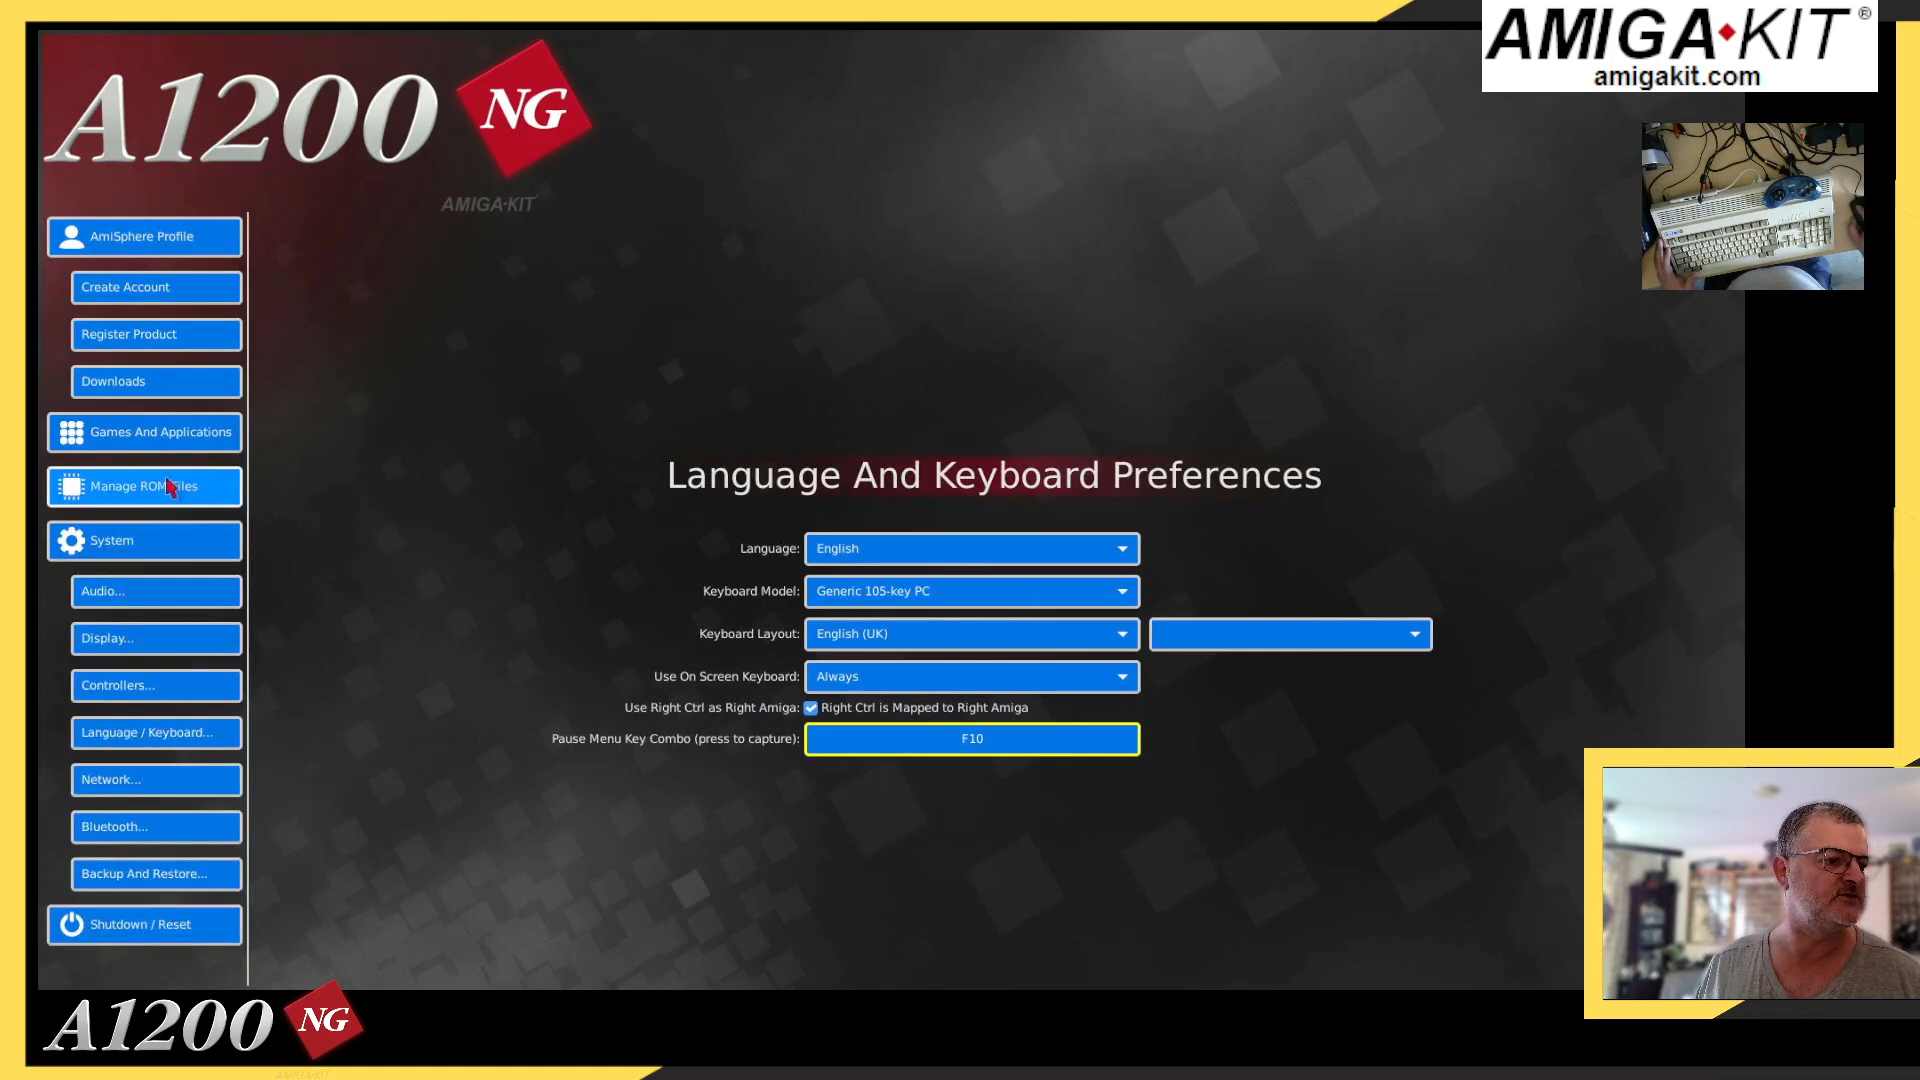 A1200 NG
AMIGA·KIT
AMIGA KIT ®
amigakit.com
AmiSphere Profile
Create Account
Register Product
Downloads
Games And Applications
Manage ROM Files
System
Audio...
Display...
Controllers...
Language / Keyboard...
Network...
Bluetooth...
Backup And Restore...
Shutdown / Reset
Language And Keyboard Preferences
Language: English
Keyboard Model: Generic 105-key PC
Keyboard Layout: English (UK)
Use On Screen Keyboard: Always
Use Right Ctrl as Right Amiga: Right Ctrl is Mapped to Right Amiga
Pause Menu Key Combo (press to capture): F10
A1200 NG
AMIGA·KIT